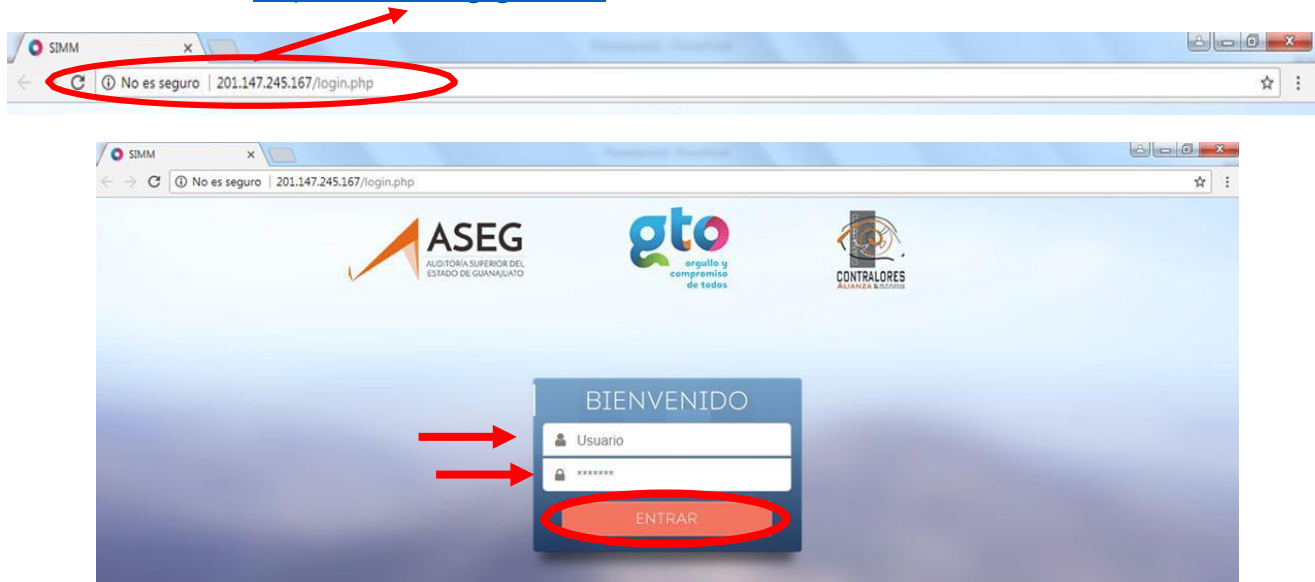 SIMM
No es seguro | 201.147.245.167/login.php
SIMM
No es seguro | 201.147.245.167/login.php
ASEG
AUDITORÍA SUPERIOR DEL
ESTADO DE GUANAJUATO
gto
orgullo y
compromiso
de todos
CONTRALORES
ALIANZA
BIENVENIDO
Usuario
*******
ENTRAR